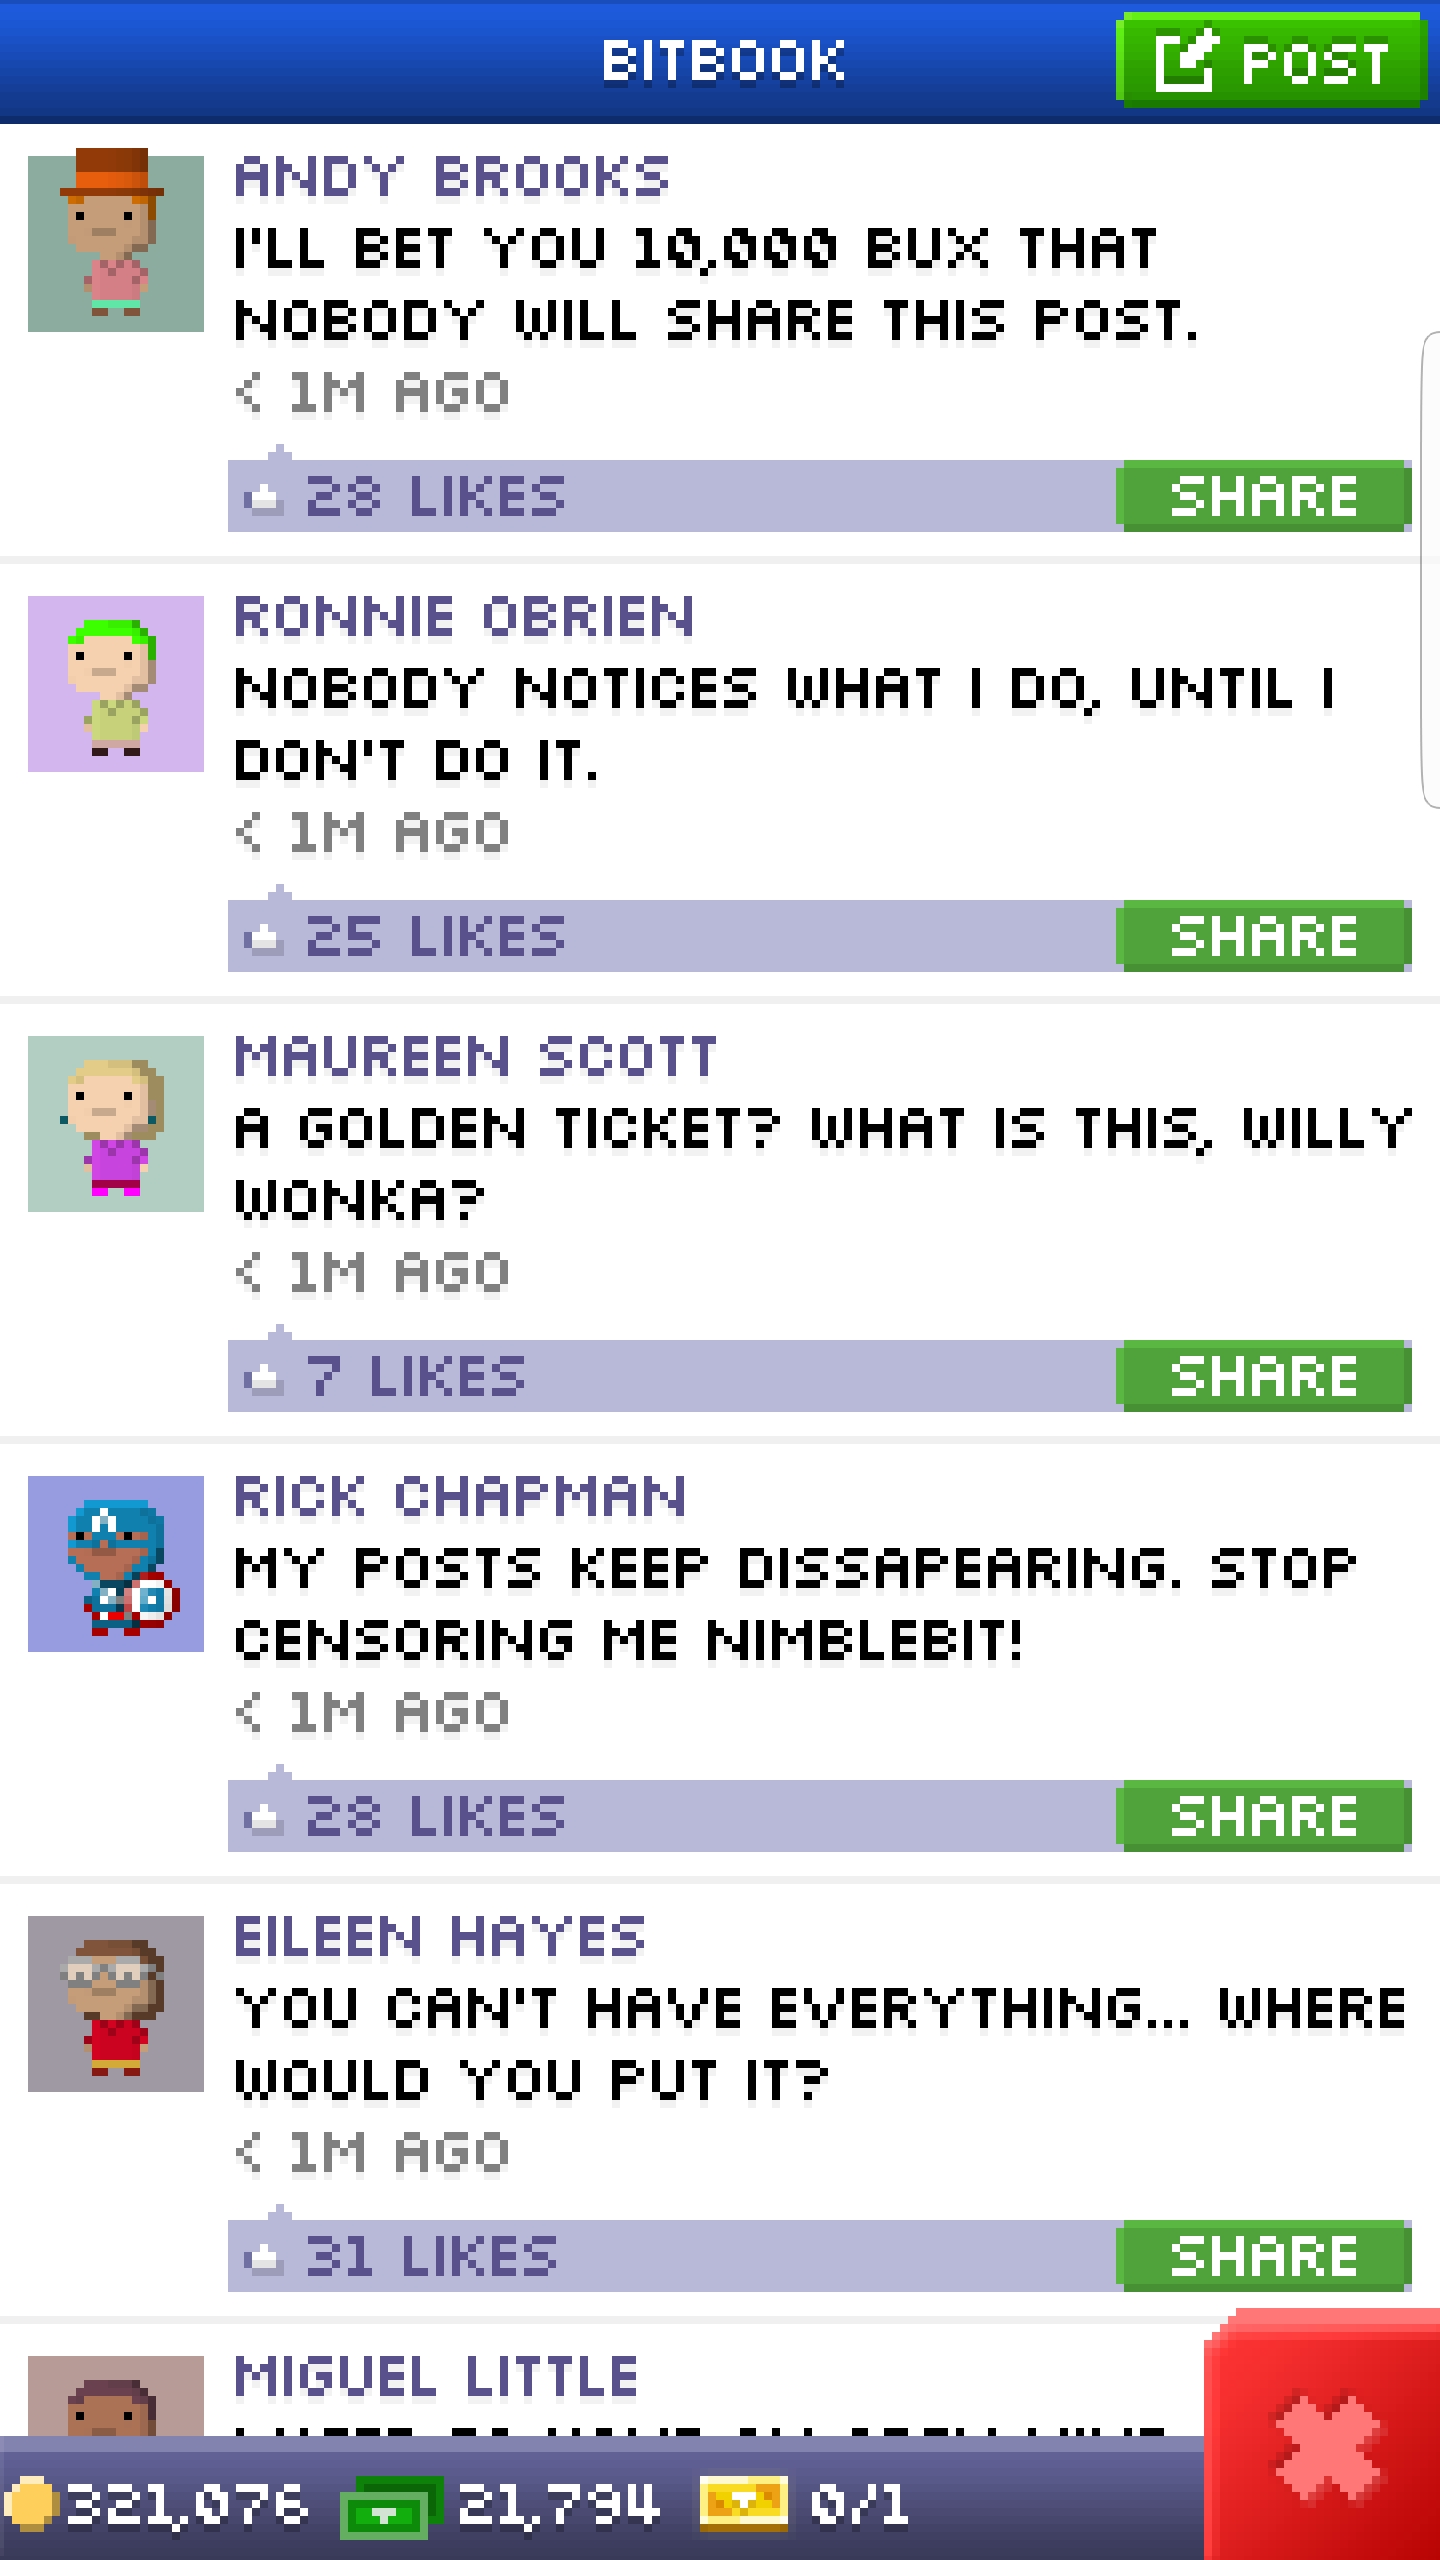 BITBOOK
POST
ANDY BROOKS
I'LL BET YOU 10,000 BUX THAT
NOBODY WILL SHARE THIS POST.
< 1M AGO
28 LIKES
SHARE
RONNIE OBRIEN
NOBODY NOTICES WHAT I DO, UNTIL I
DON'T DO IT.
< 1M AGO
25 LIKES
SHARE
MAUREEN SCOTT
A GOLDEN TICKET? WHAT IS THIS, WILLY
WONKA?
< 1M AGO
7 LIKES
SHARE
RICK CHAPMAN
MY POSTS KEEP DISSAPEARING. STOP
CENSORING ME NIMBLEBIT!
< 1M AGO
28 LIKES
SHARE
EILEEN HAYES
YOU CAN'T HAVE EVERYTHING... WHERE
WOULD YOU PUT IT?
< 1M AGO
31 LIKES
SHARE
MIGUEL LITTLE
321,076
21,794
0/1